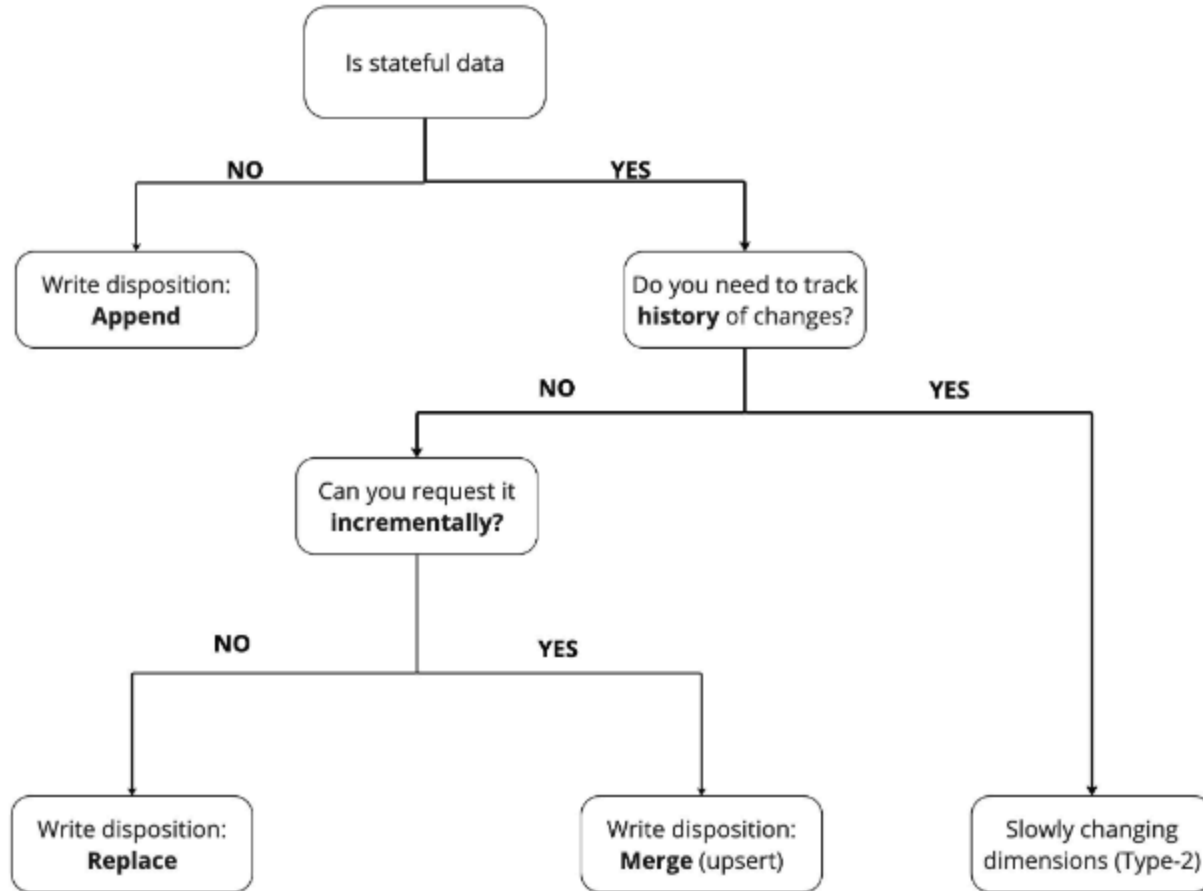 Is stateful data
NO
YES
Write disposition:
Append
Do you need to track
history of changes?
NO
YES
Can you request it
incrementally?
NO
YES
Write disposition:
Replace
Write disposition:
Merge (upsert)
Slowly changing
dimensions (Type-2)